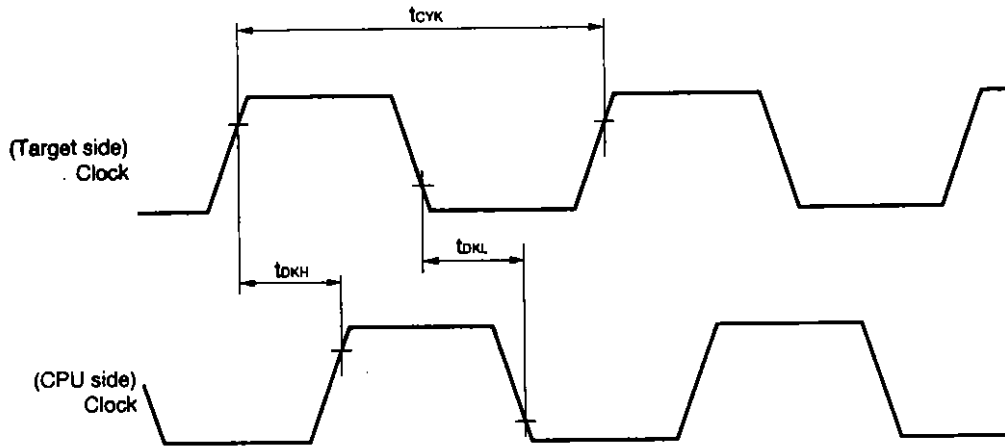 tCYK
(Target side)
Clock
tDKL
tDKH
(CPU side)
Clock